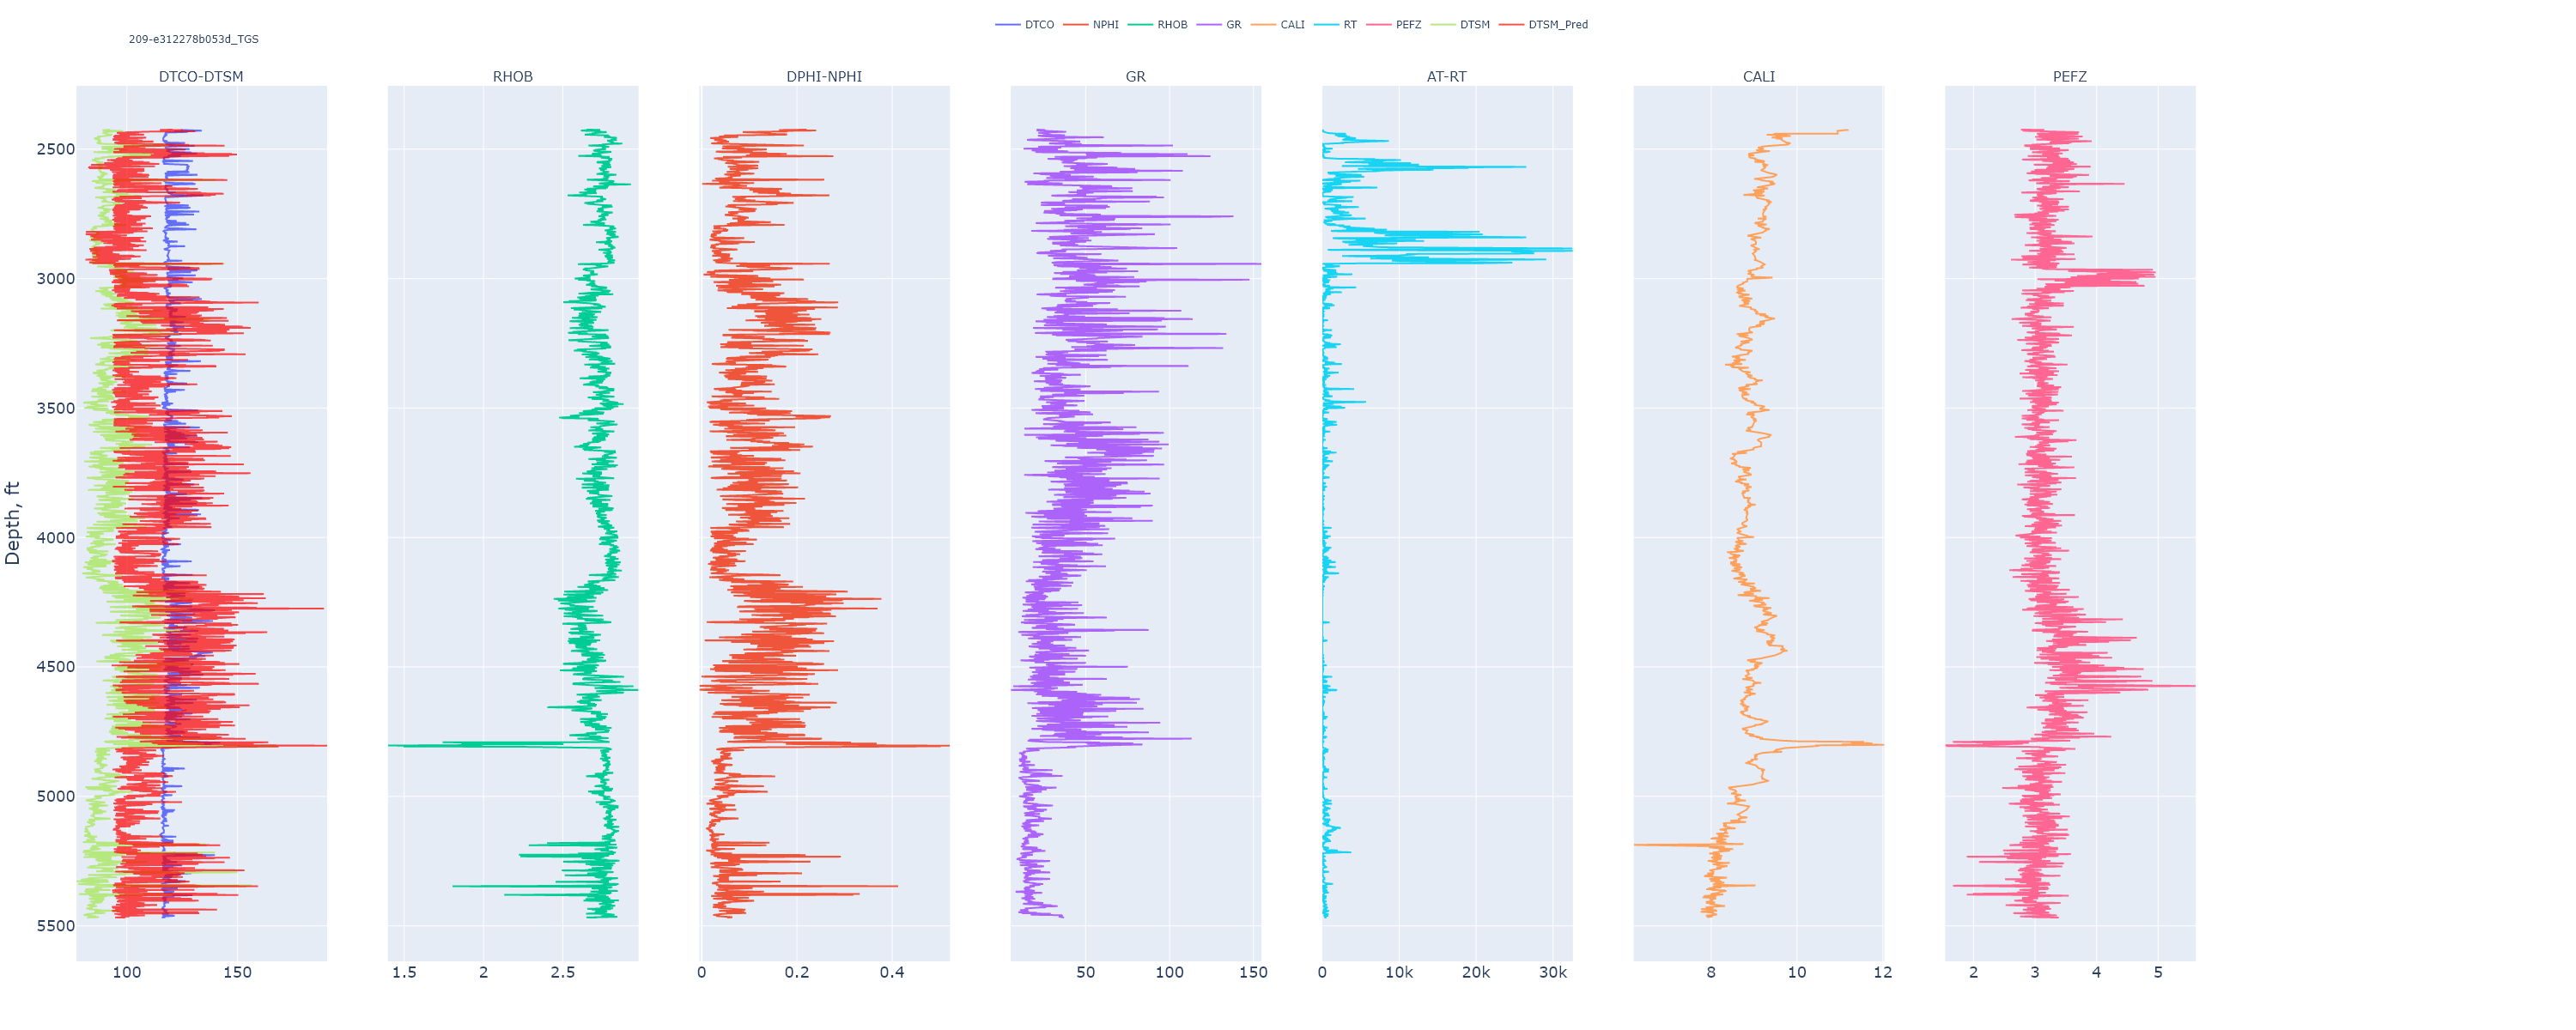 DTCO NPHI RHOB GR CALI RT PEFZ DTSM DTSM_Pred
209-e312278b053d_TGS
DTCO-DTSM RHOB DPHI-NPHI GR AT-RT CALI PEFZ
Depth, ft
2500
3000
3500
4000
4500
5000
5500
100 150 1.5 2 2.5 0 0.2 0.4 50 100 150 0 10k 20k 30k 8 10 12 2 3 4 5